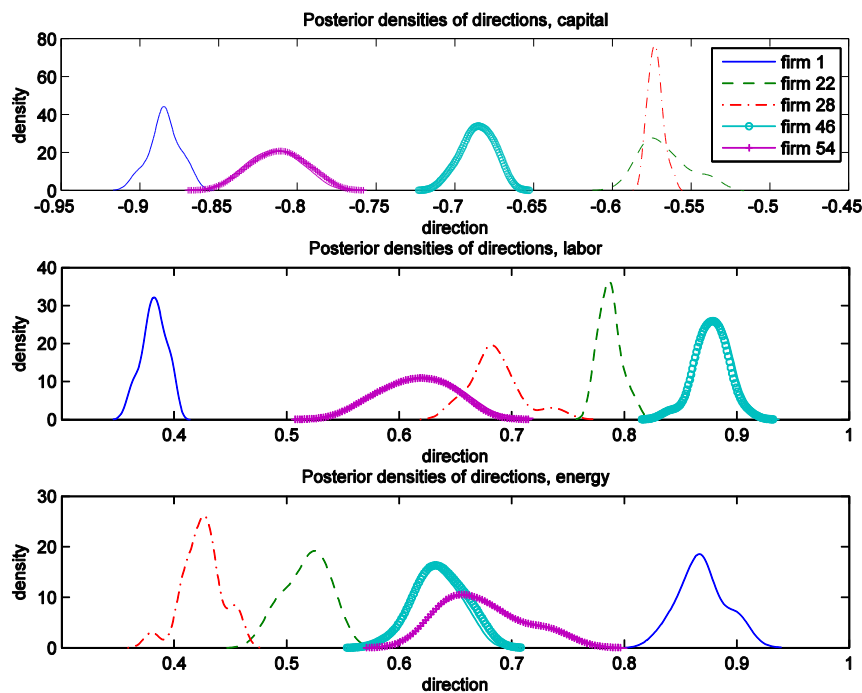 Posterior densities of directions, capital
80
60
40
20
0
density
-0.95 -0.9 -0.85 -0.8 -0.75 -0.7 -0.65 -0.6 -0.55 -0.5 -0.45
direction
firm 1
firm 22
firm 28
firm 46
firm 54
Posterior densities of directions, labor
40
30
20
10
0
density
0.4 0.5 0.6 0.7 0.8 0.9 1
direction
Posterior densities of directions, energy
30
20
10
0
density
0.4 0.5 0.6 0.7 0.8 0.9 1
direction